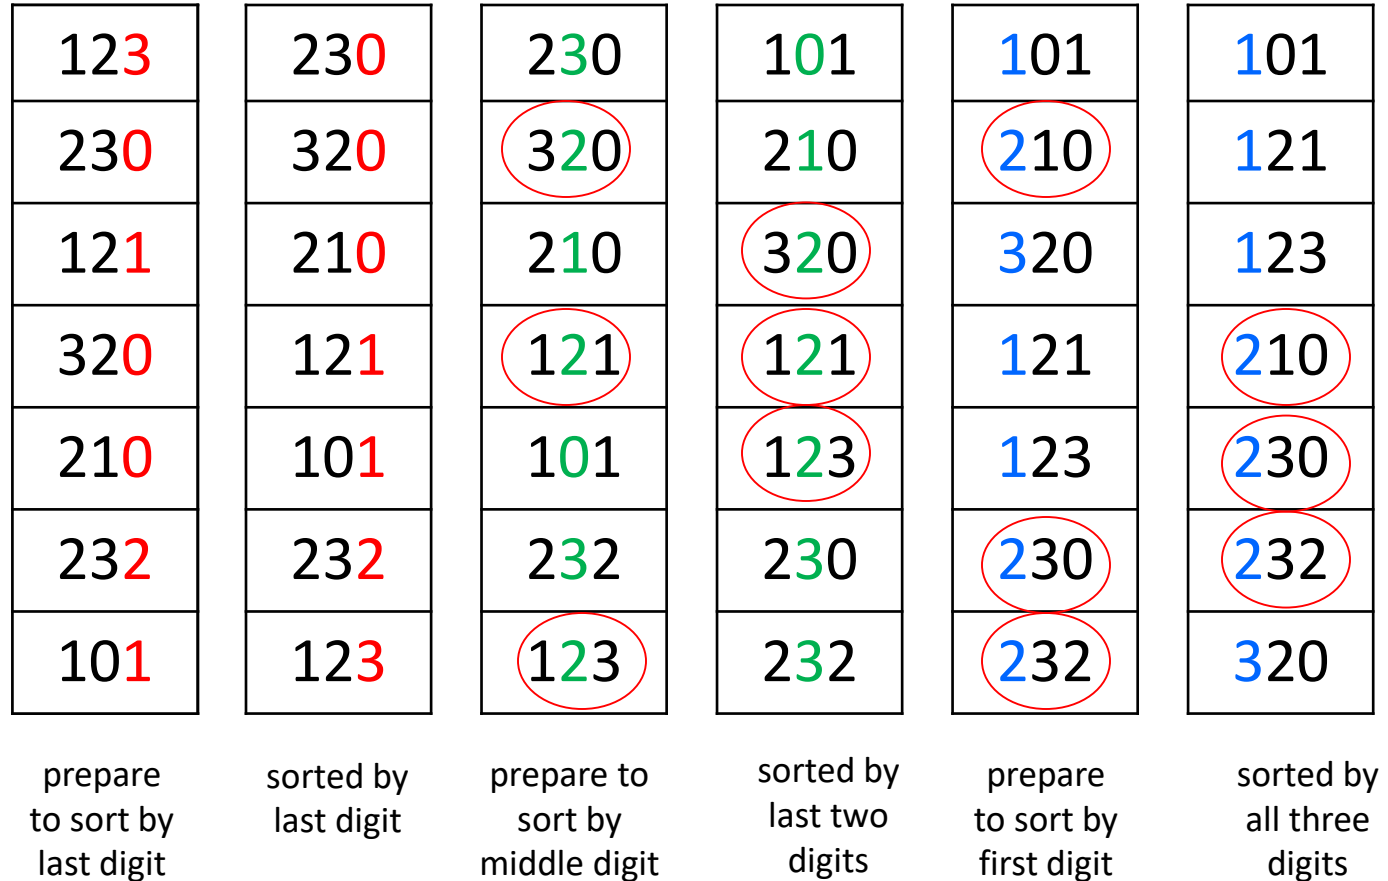 123 230 230 101 101 101
230 320 320 210 210 121
121 210 210 320 320 123
320 121 121 121 121 210
210 101 101 123 123 230
232 232 232 230 230 232
101 123 123 232 232 320
prepare
to sort by
last digit
sorted by
last digit
prepare to
sort by
middle digit
sorted by
last two
digits
prepare
to sort by
first digit
sorted by
all three
digits